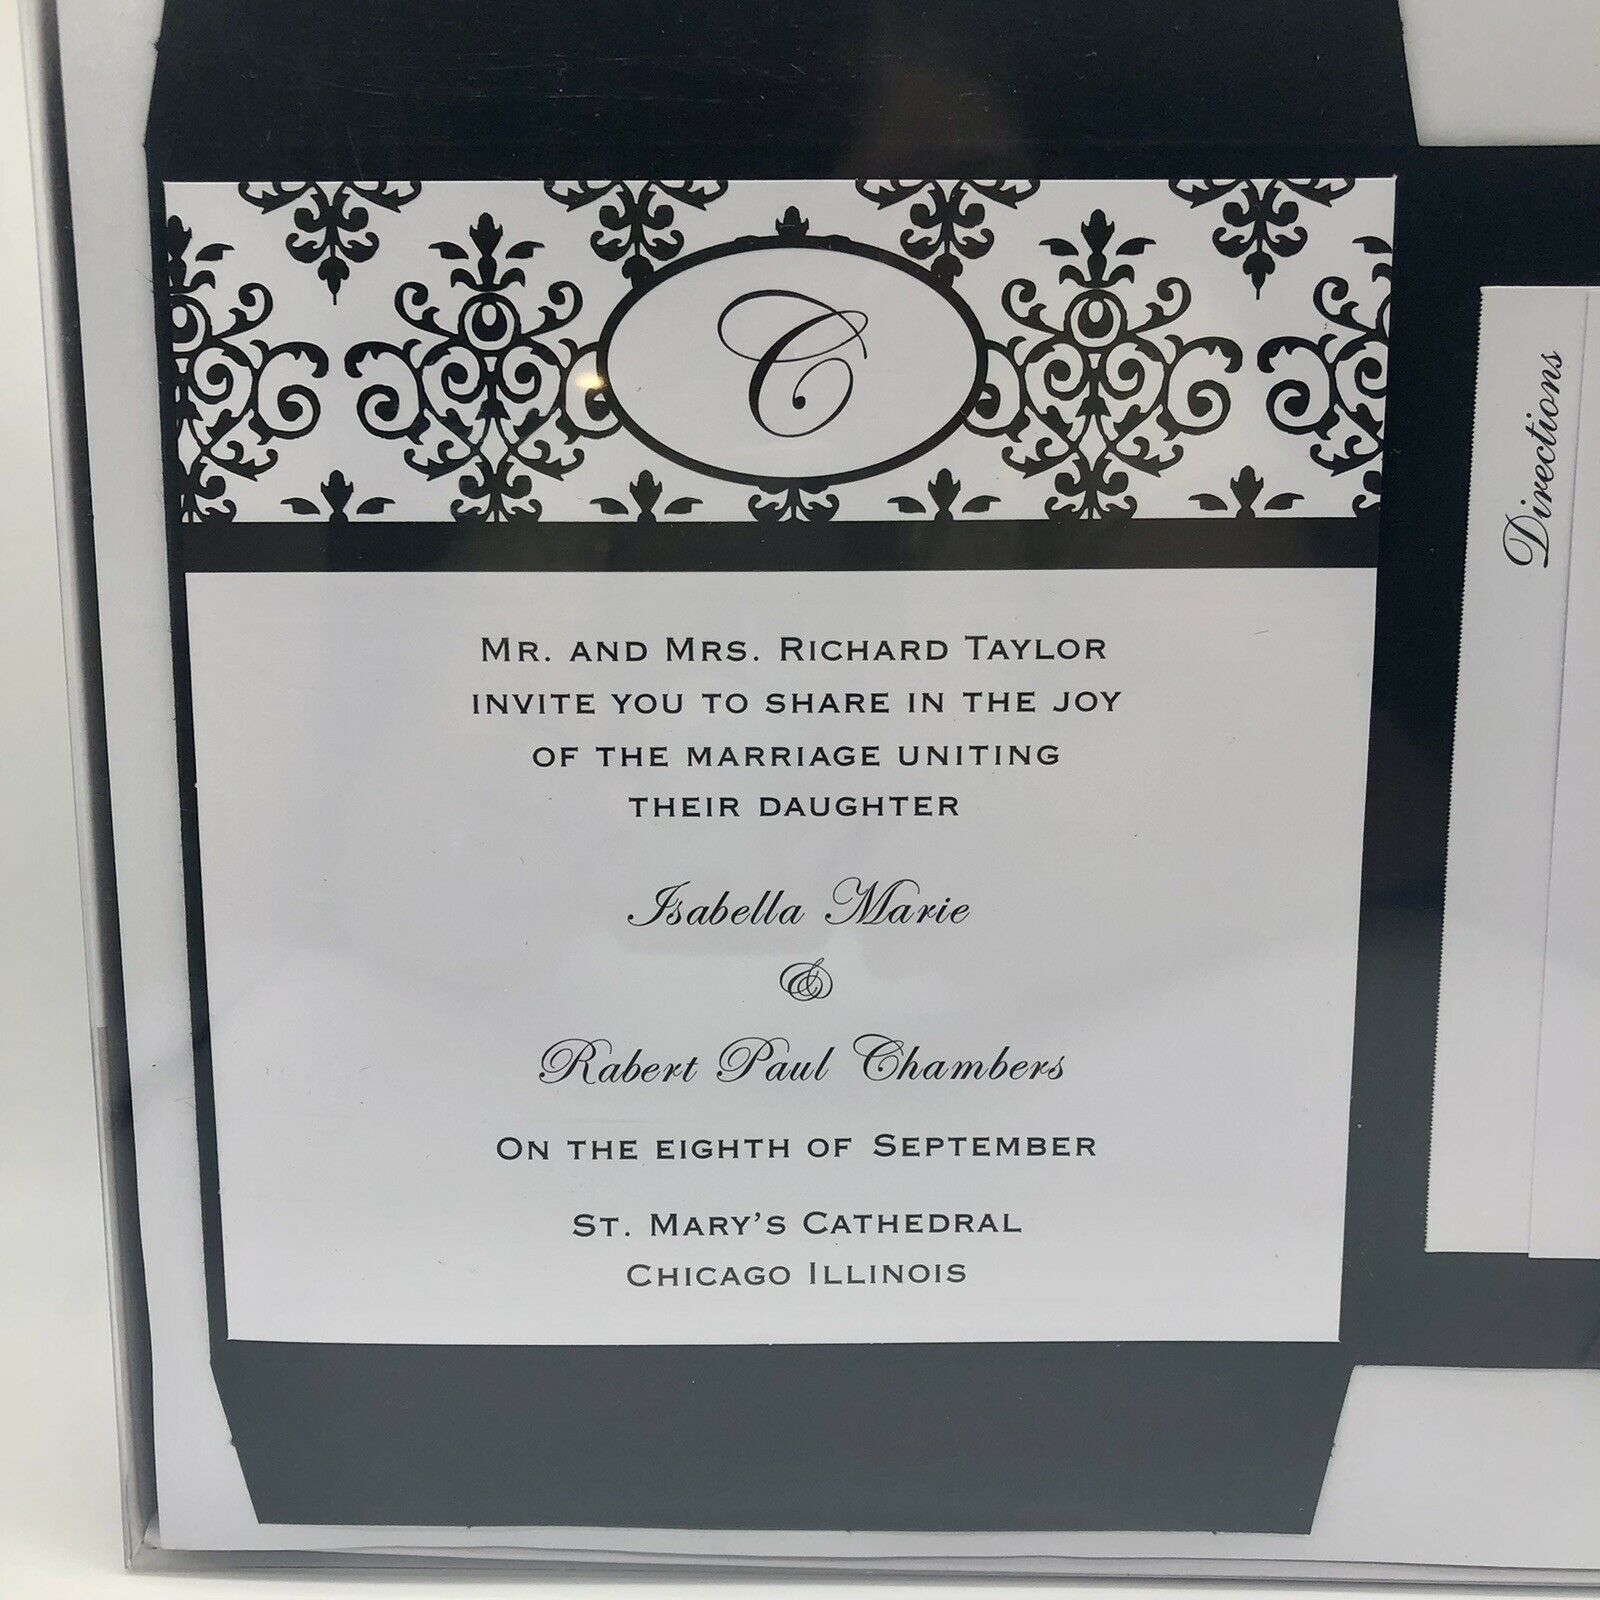 C
MR. AND MRS. RICHARD TAYLOR
INVITE YOU TO SHARE IN THE JOY
OF THE MARRIAGE UNITING
THEIR DAUGHTER
Isabella Marie
&
Rabert Paul Chambers
ON THE EIGHTH OF SEPTEMBER
ST. MARY'S CATHEDRAL
CHICAGO ILLINOIS
Directions